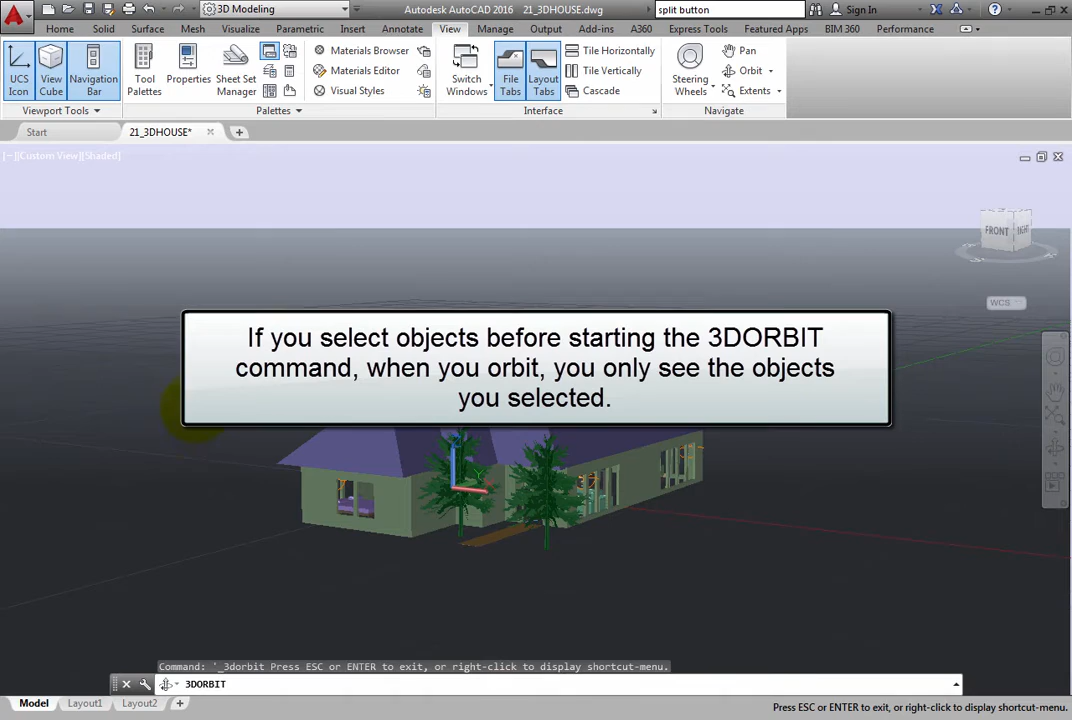 3D Modeling
Autodesk AutoCAD 2016 21_3DHOUSE.dwg
split button
Sign In
Home Solid Surface Mesh Visualize Parametric Insert Annotate View Manage Output Add-ins A360 Express Tools Featured Apps BIM 360 Performance
UCS Icon
View Cube
Navigation Bar
Tool Palettes
Properties
Sheet Set Manager
Materials Browser
Materials Editor
Visual Styles
Switch Windows
File Tabs
Layout Tabs
Tile Horizontally
Tile Vertically
Cascade
Steering Wheels
Pan
Orbit
Extents
Viewport Tools
Palettes
Interface
Navigate
Start
21_3DHOUSE*
[−][Custom View][Shaded]
FRONT
RIGHT
WCS
If you select objects before starting the 3DORBIT
command, when you orbit, you only see the objects
you selected.
Command: '_3dorbit Press ESC or ENTER to exit, or right-click to display shortcut-menu.
3DORBIT
Model Layout1 Layout2
Press ESC or ENTER to exit, or right-click to display shortcut-menu.